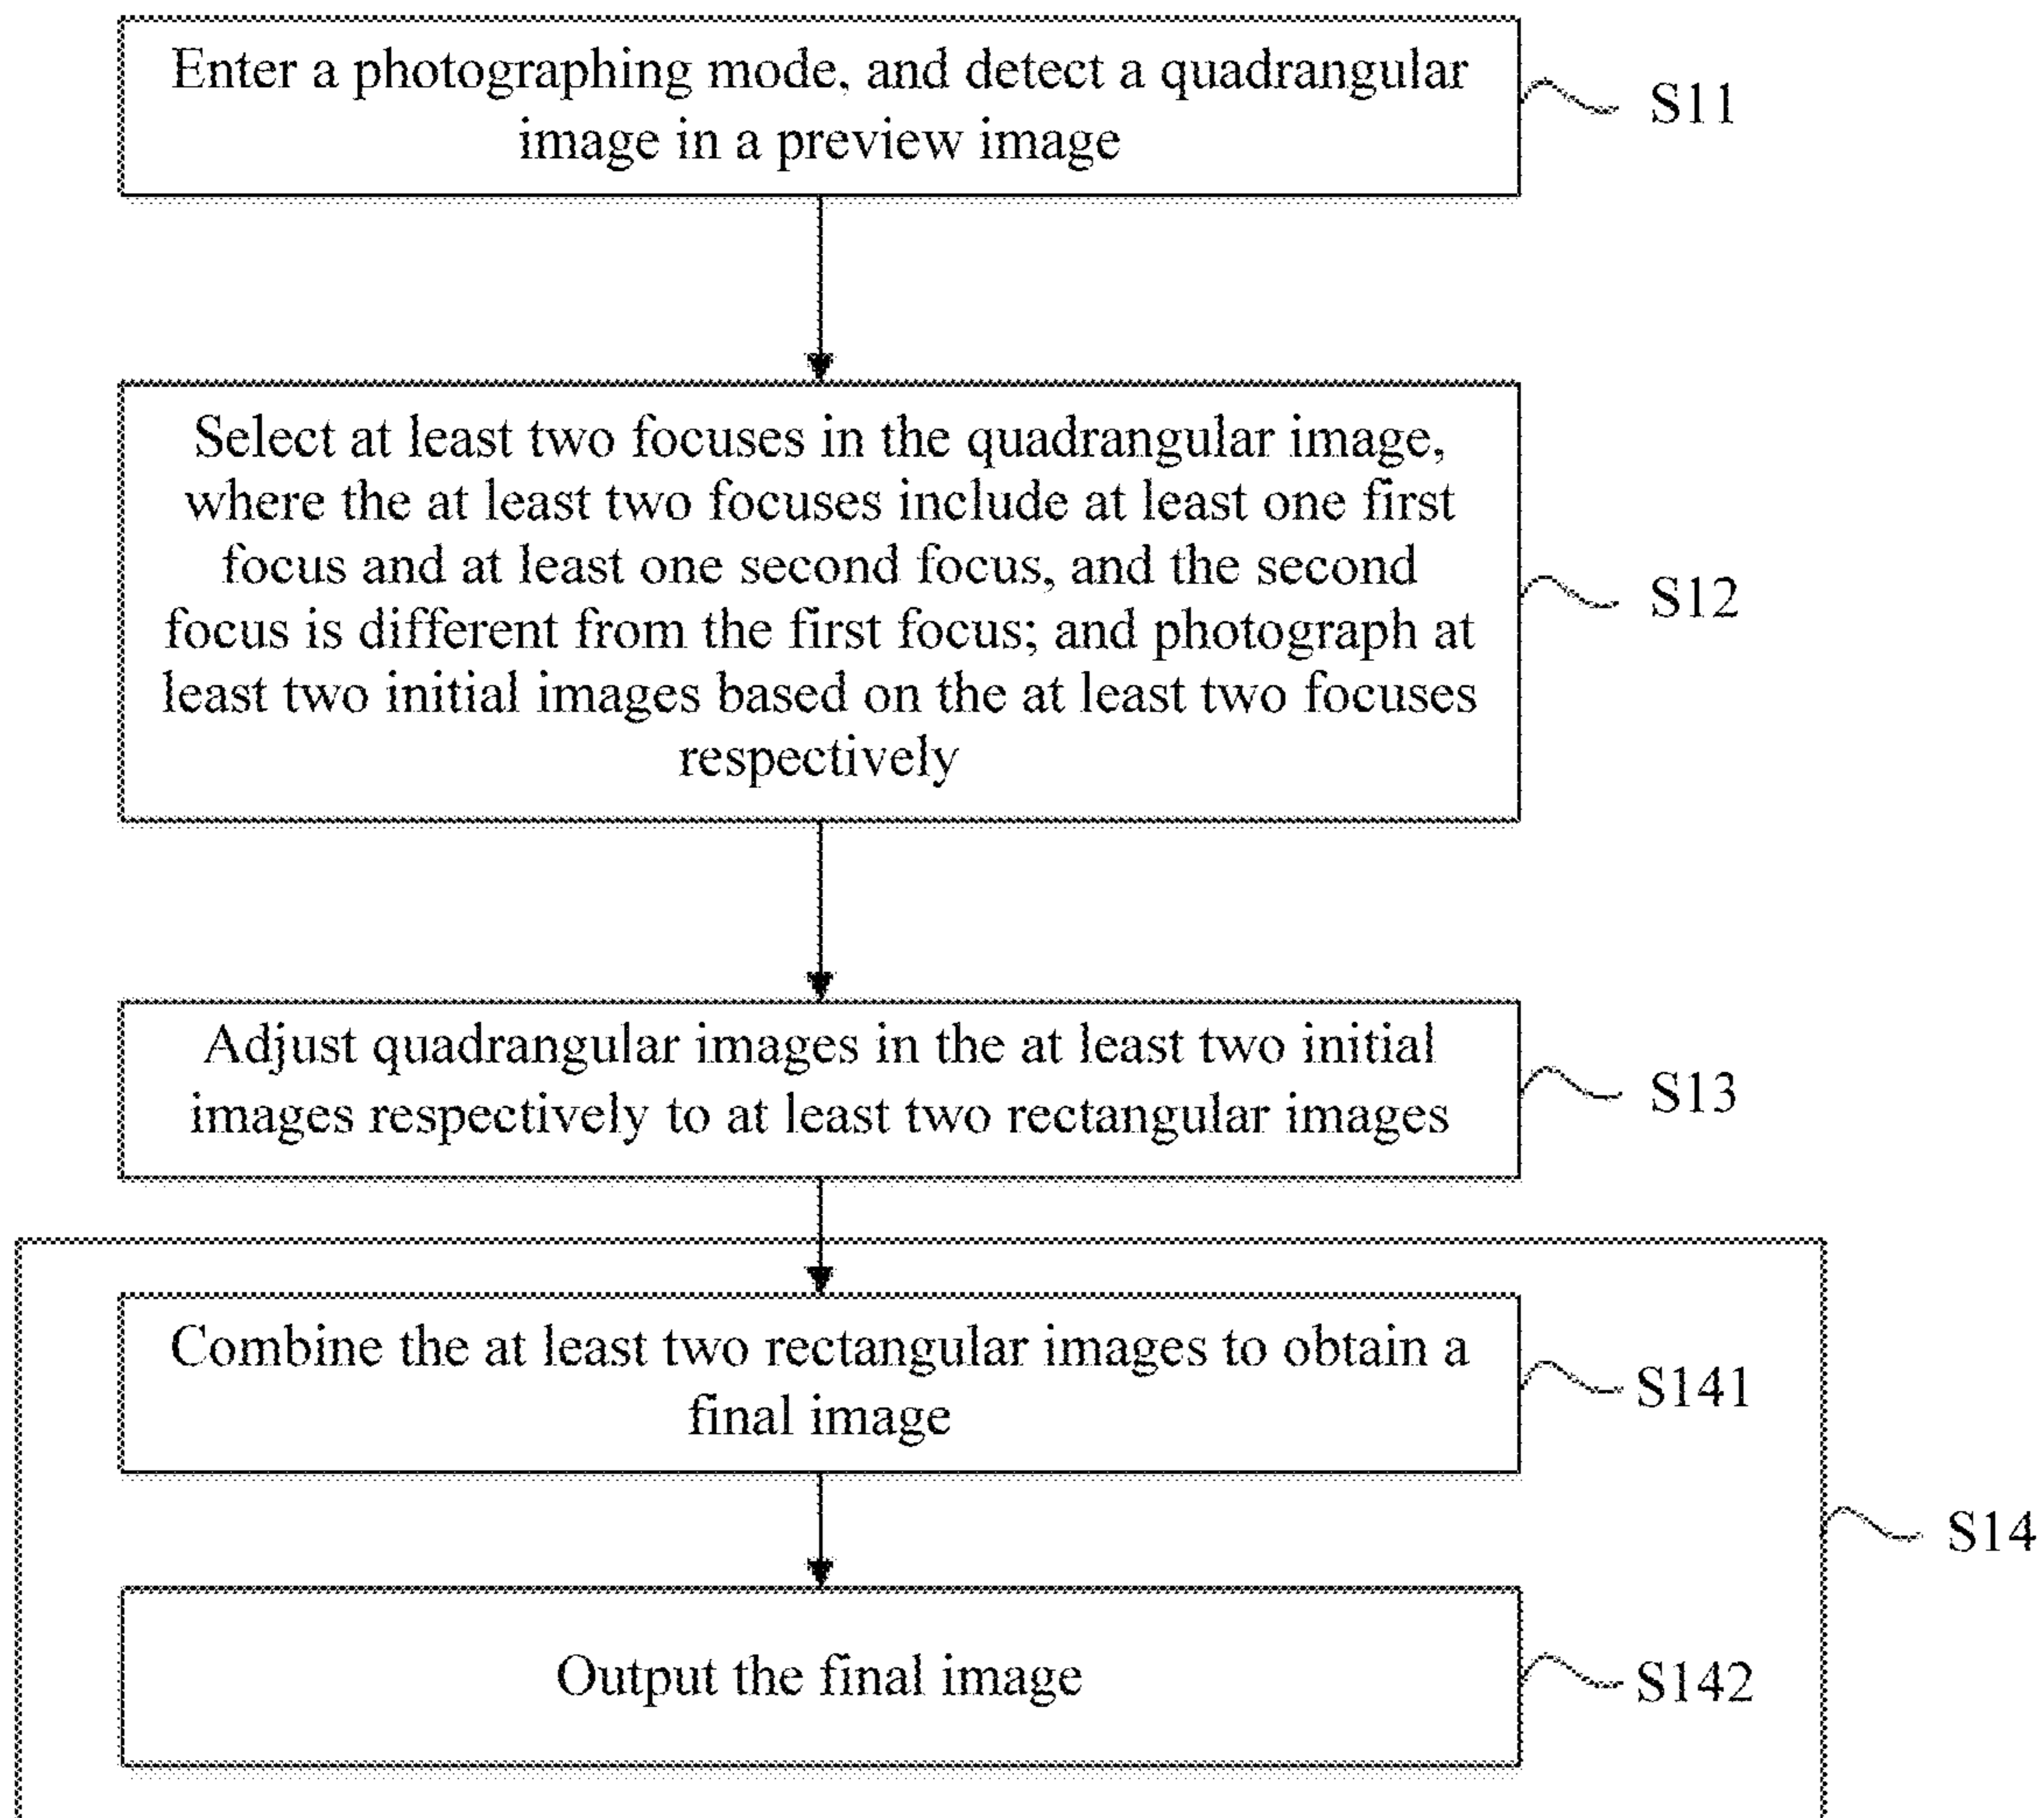 Enter a photographing mode, and detect a quadrangular
image in a preview image
S11
Select at least two focuses in the quadrangular image,
where the at least two focuses include at least one first
focus and at least one second focus, and the second
focus is different from the first focus; and photograph at
least two initial images based on the at least two focuses
respectively
S12
Adjust quadrangular images in the at least two initial
images respectively to at least two rectangular images
S13
Combine the at least two rectangular images to obtain a
final image
S141
S14
Output the final image
S142